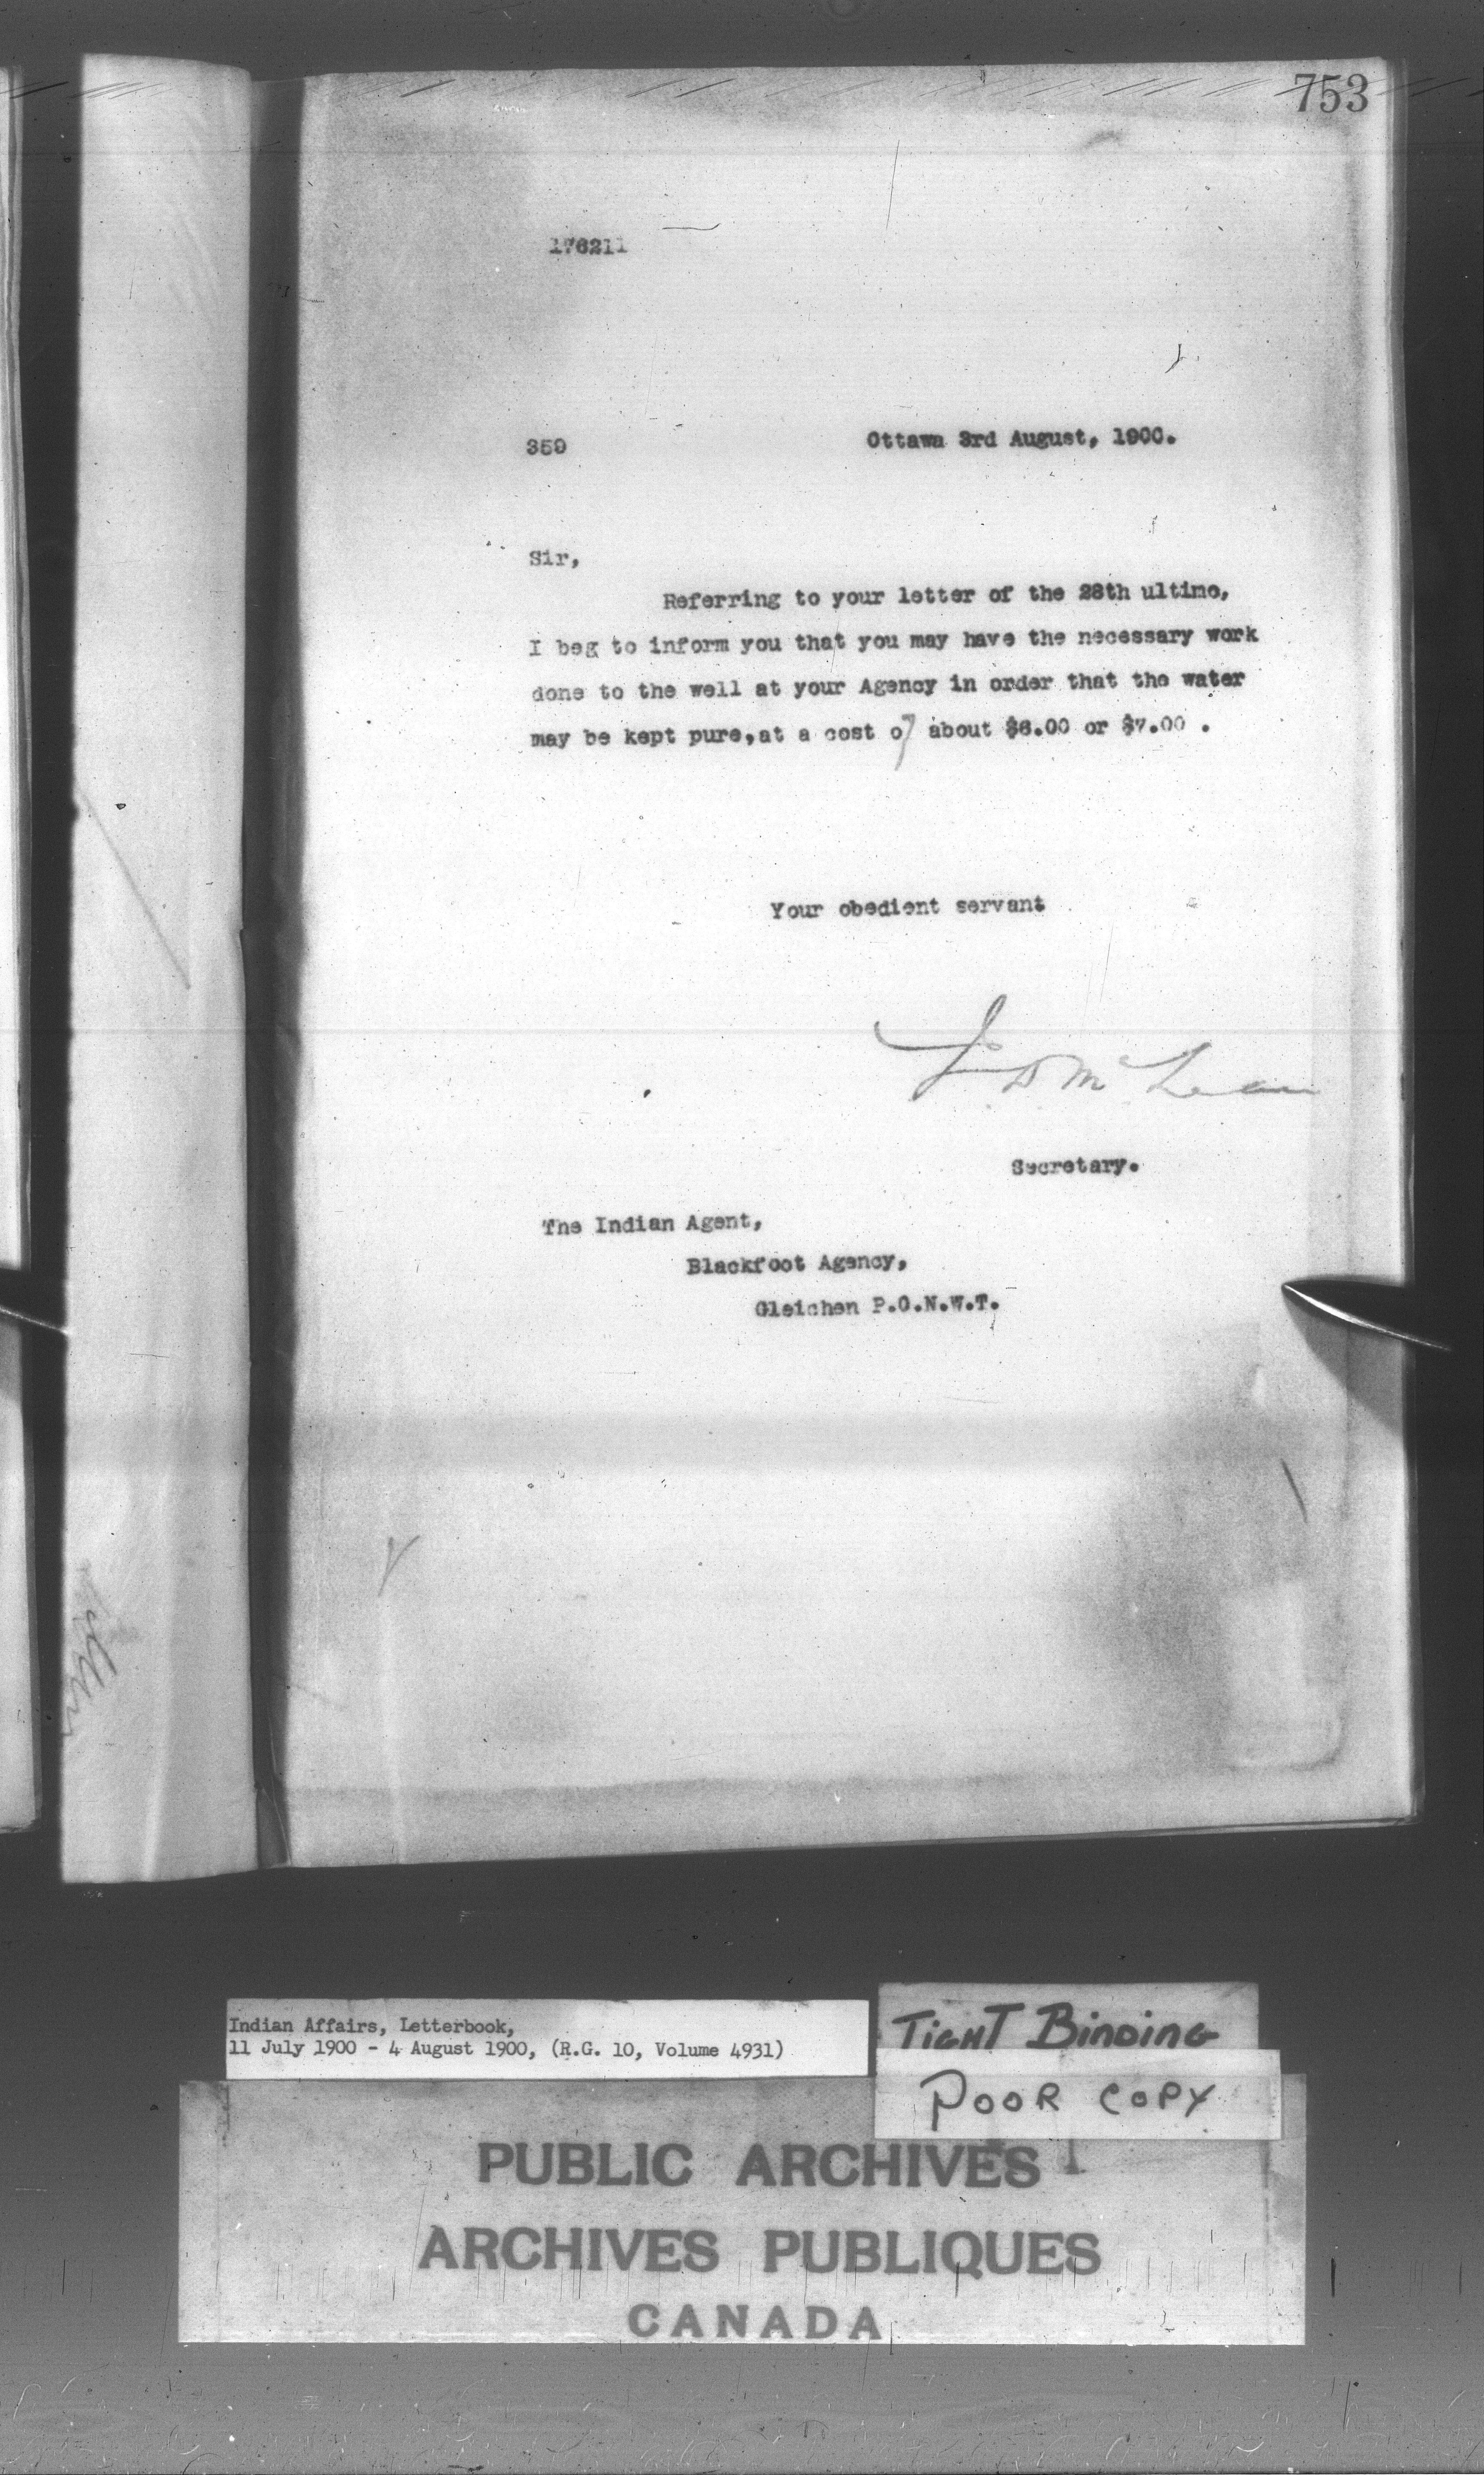 753
176211
359 Ottawa 3rd August, 1900.
Sir,
Referring to your letter of the 28th ultimo,
I beg to inform you that you may have the necessary work
done to the well at your Agency in order that the water
may be kept pure,at a cost of about $6.00 or $7.00 .
Your obedient servant
J D McLean
Secretary.
The Indian Agent,
Blackfoot Agency,
Gleichen P.O.N.W.T.
Indian Affairs, Letterbook,
11 July 1900 - 4 August 1900, (R.G. 10, Volume 4931)
TIGHT BINDING
POOR COPY
PUBLIC ARCHIVES
ARCHIVES PUBLIQUES
CANADA